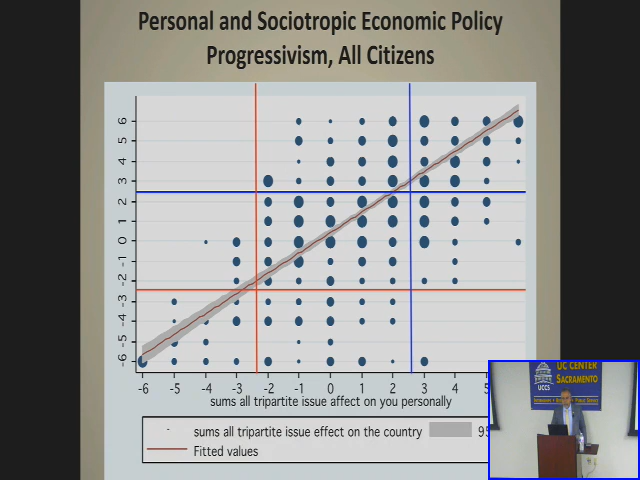 Personal and Sociotropic Economic Policy
Progressivism, All Citizens
6
5
4
3
2
1
0
-1
-2
-3
-4
-5
-6
-6 -5 -4 -3 -2 -1 0 1 2 3 4 5
sums all tripartite issue affect on you personally
sums all tripartite issue effect on the country
95
Fitted values
UC CENTER
SACRAMENTO
UCCS